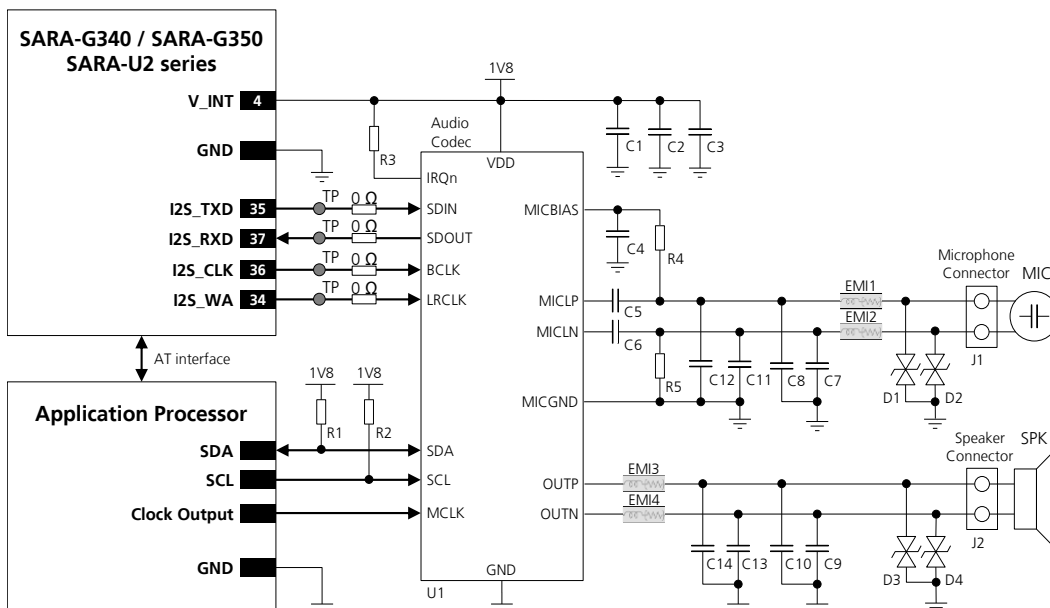 SARA-G340 / SARA-G350
SARA-U2 series
1V8
V_INT 4
Audio
Codec
VDD
C1 C2 C3
R3
GND
IRQn
I2S_TXD 35 TP 0 Ω SDIN
MICBIAS
I2S_RXD 37 TP 0 Ω SDOUT
C4 R4
I2S_CLK 36 TP 0 Ω BCLK
Microphone
Connector
MIC
I2S_WA 34 TP 0 Ω LRCLK
MICLP C5 EMI1
MICLN C6 EMI2
J1
AT interface
R5 C12 C11 C8 C7
D1 D2
MICGND
1V8 1V8
Application Processor
R1 R2
SDA SDA
Speaker
Connector
SPK
SCL SCL
OUTP EMI3
Clock Output MCLK
OUTN EMI4
J2
C14 C13 C10 C9
D3 D4
GND
GND
U1